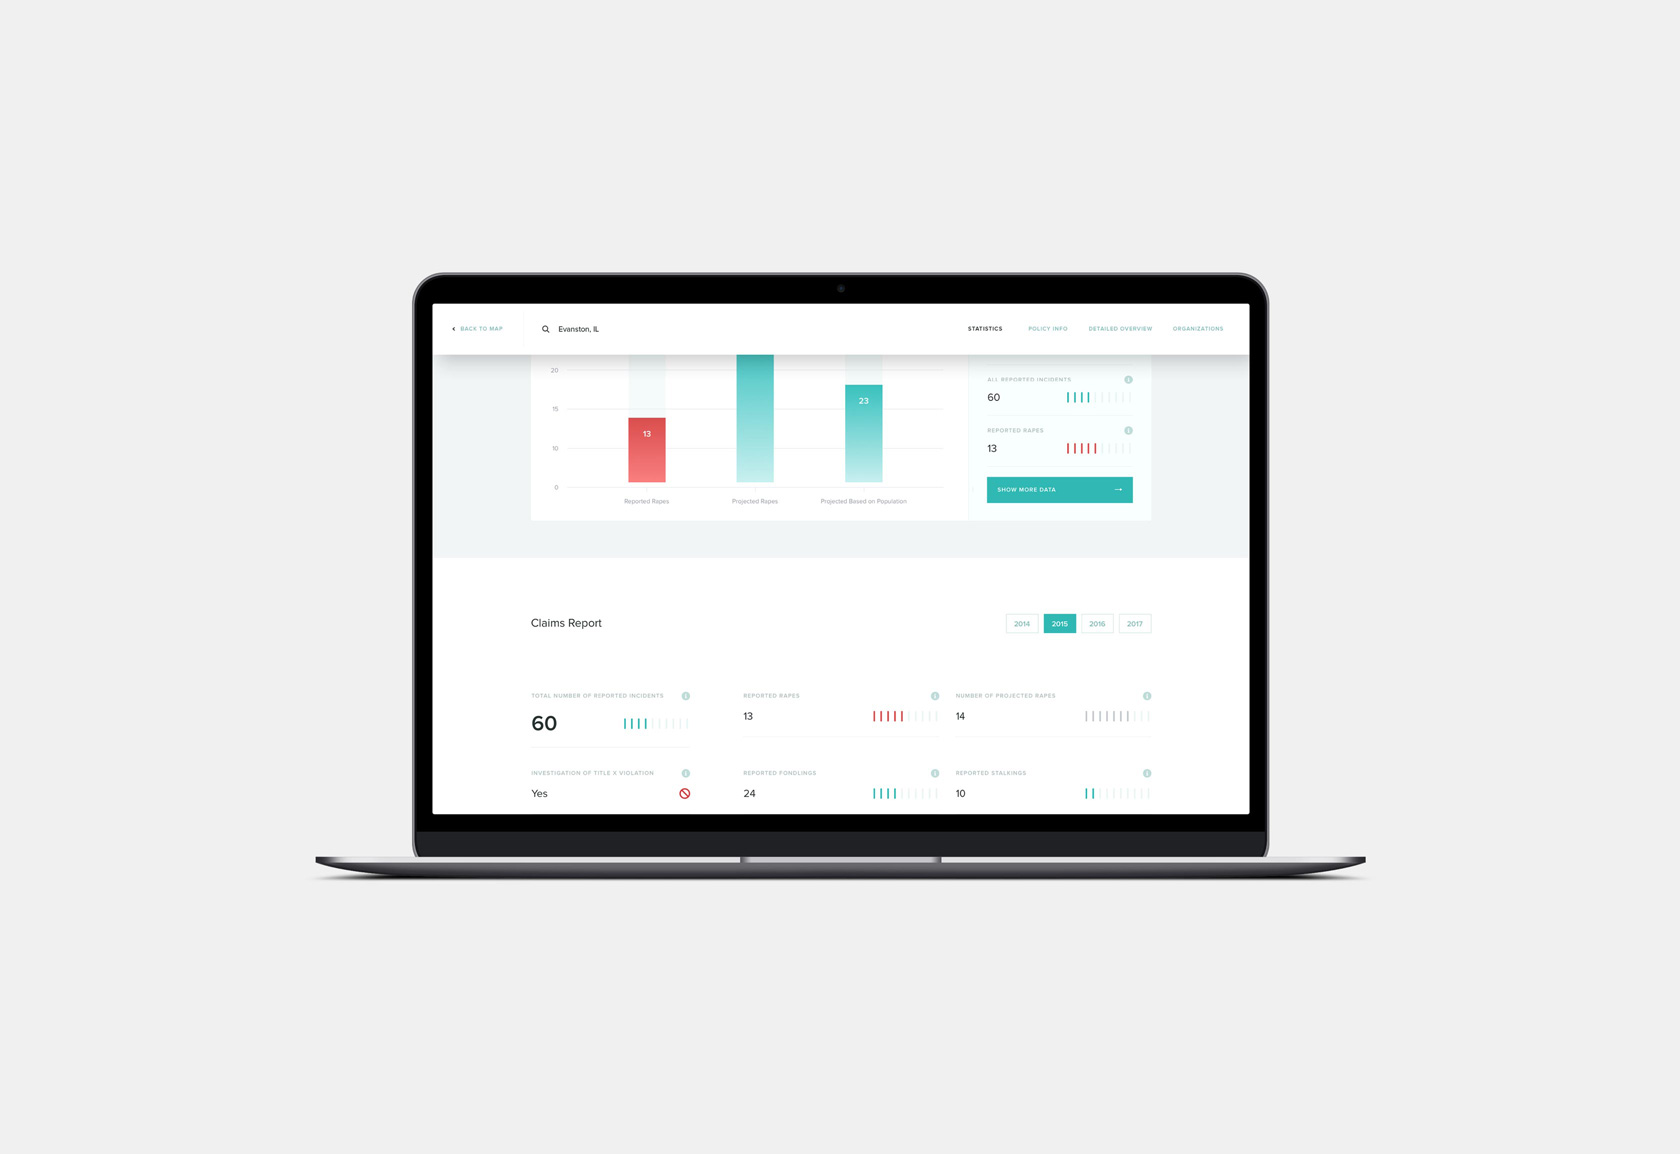 BACK TO MAP
Evanston, IL
STATISTICS
POLICY INFO
DETAILED OVERVIEW
ORGANIZATIONS
20
15
10
0
13
23
Reported Rapes
Projected Rapes
Projected Based on Population
ALL REPORTED INCIDENTS
60
REPORTED RAPES
13
SHOW MORE DATA
Claims Report
2014
2015
2016
2017
TOTAL NUMBER OF REPORTED INCIDENTS
60
REPORTED RAPES
13
NUMBER OF PROJECTED RAPES
14
INVESTIGATION OF TITLE X VIOLATION
Yes
REPORTED FONDLINGS
24
REPORTED STALKINGS
10